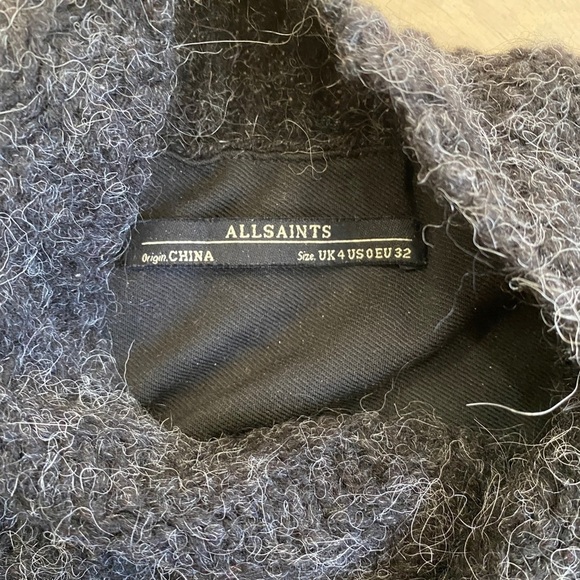 ALLSAINTS
Origin. CHINA Size. UK 4 US 0 EU 32